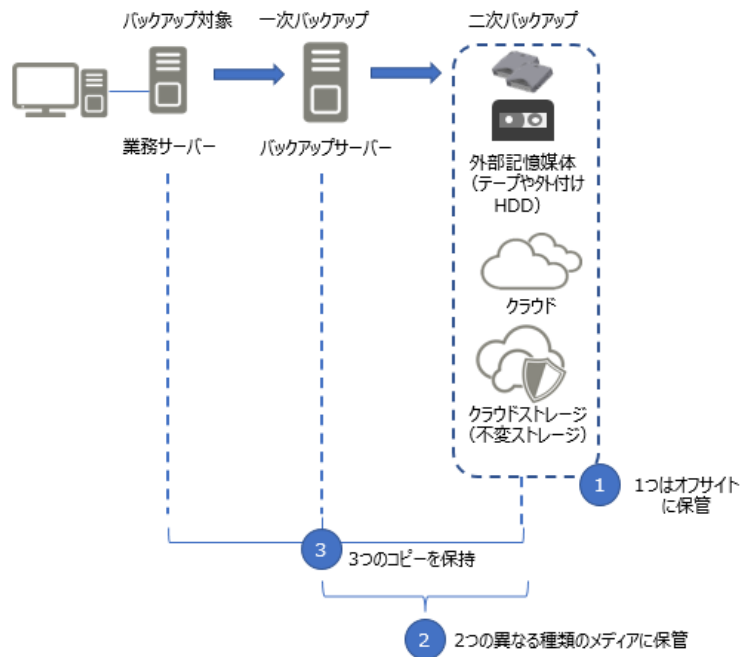 バックアップ対象
一次バックアップ
二次バックアップ
業務サーバー
バックアップサーバー
外部記憶媒体
（テープや外付け
HDD）
クラウド
クラウドストレージ
（不変ストレージ）
1
1つはオフサイト
に保管
3
3つのコピーを保持
2
2つの異なる種類のメディアに保管